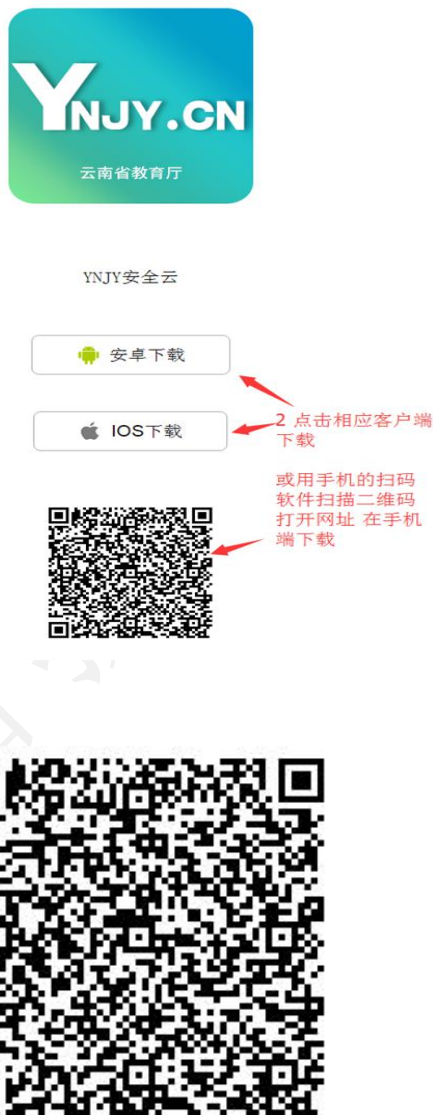 YNJY.CN
云南省教育厅
YNJY安全云
安卓下载
IOS下载
2 点击相应客户端
下载
或用手机的扫码
软件扫描二维码
打开网址 在手机
端下载